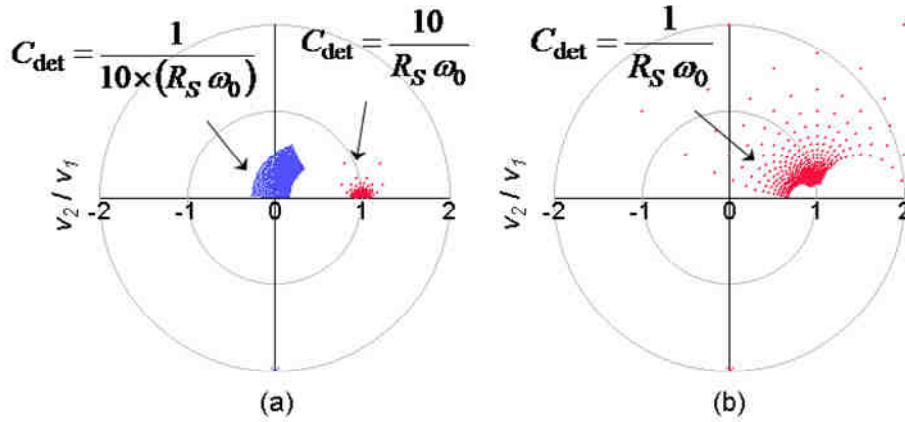 C_det = 1 / (10×(R_S ω_0))
C_det = 10 / (R_S ω_0)
v_2 / v_1
-2 -1 0 1 2
(a)
C_det = 1 / (R_S ω_0)
v_2 / v_1
-2 -1 0 1 2
(b)